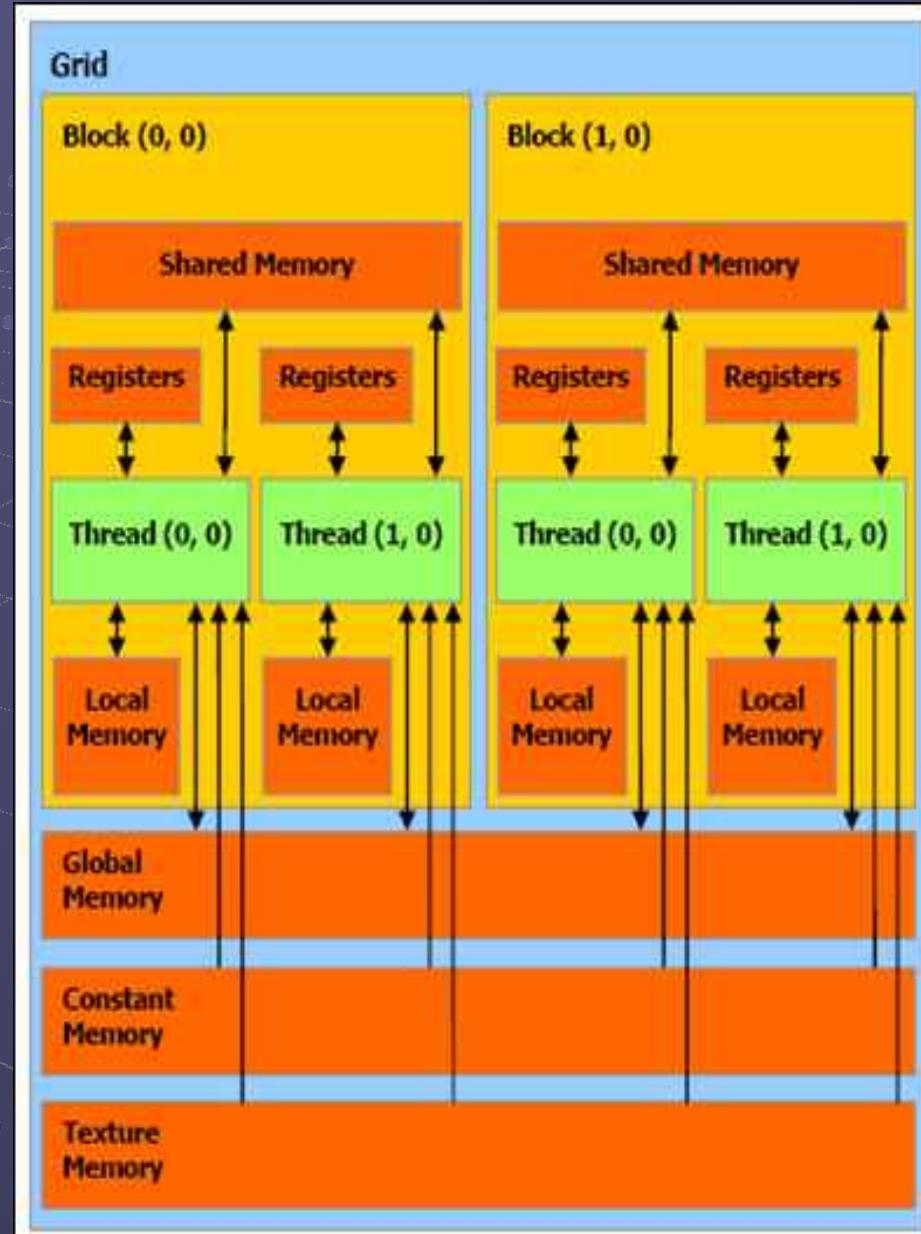 Grid
Block (0, 0)
Block (1, 0)
Shared Memory
Shared Memory
Registers
Registers
Registers
Registers
Thread (0, 0)
Thread (1, 0)
Thread (0, 0)
Thread (1, 0)
Local
Memory
Local
Memory
Local
Memory
Local
Memory
Global
Memory
Constant
Memory
Texture
Memory